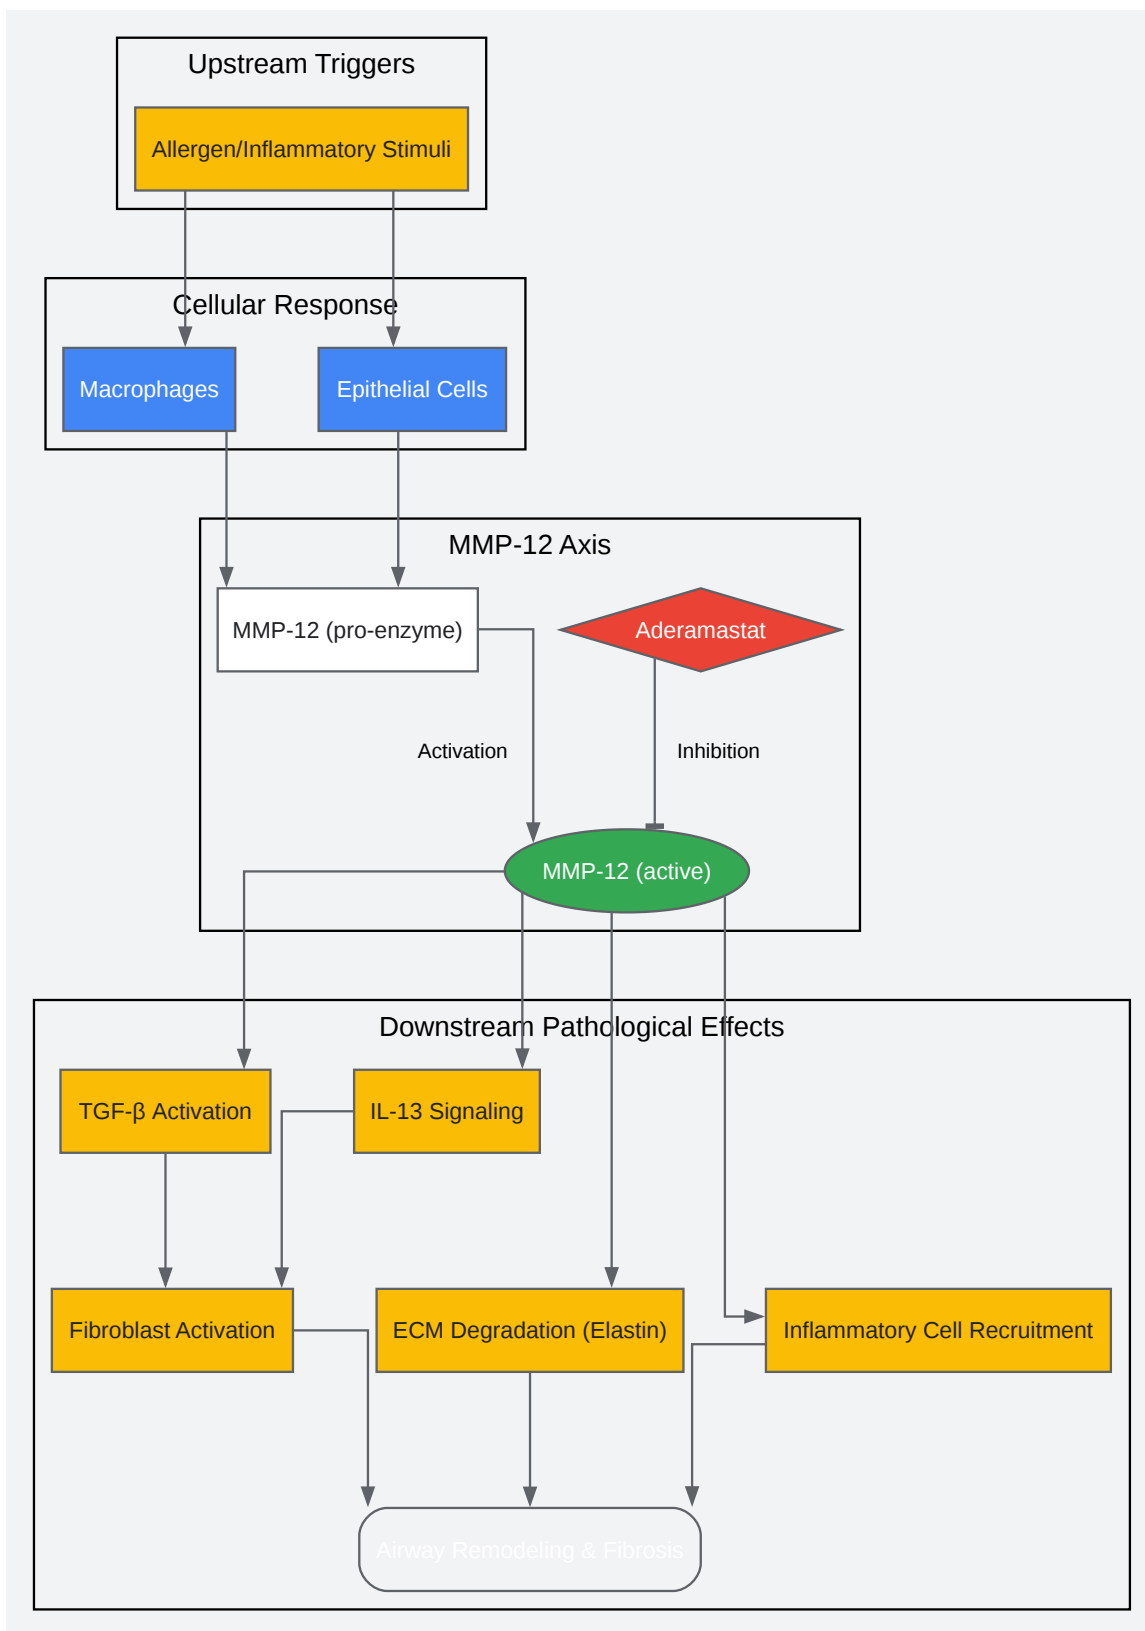 Upstream Triggers
Allergen/Inflammatory Stimuli
Cellular Response
Macrophages
Epithelial Cells
MMP-12 Axis
MMP-12 (pro-enzyme)
Aderamastat
Activation
Inhibition
MMP-12 (active)
Downstream Pathological Effects
TGF-β Activation
IL-13 Signaling
Fibroblast Activation
ECM Degradation (Elastin)
Inflammatory Cell Recruitment
Airway Remodeling & Fibrosis